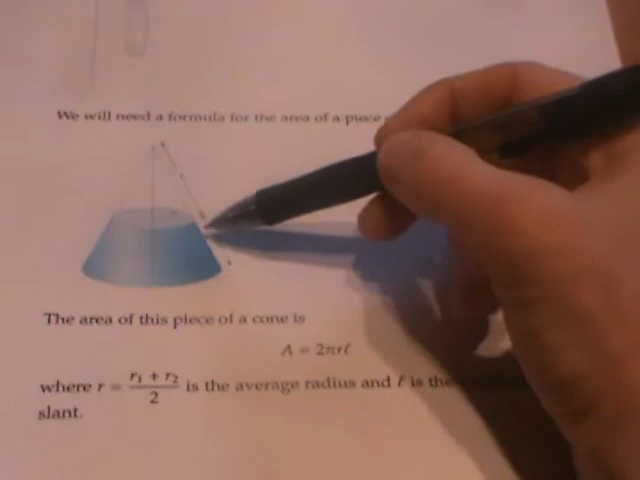 We will need a formula for the area of a piece
The area of this piece of a cone is
A = 2πrℓ
where r = \frac{r₁ + r₂}{2} is the average radius and ℓ is the
slant.